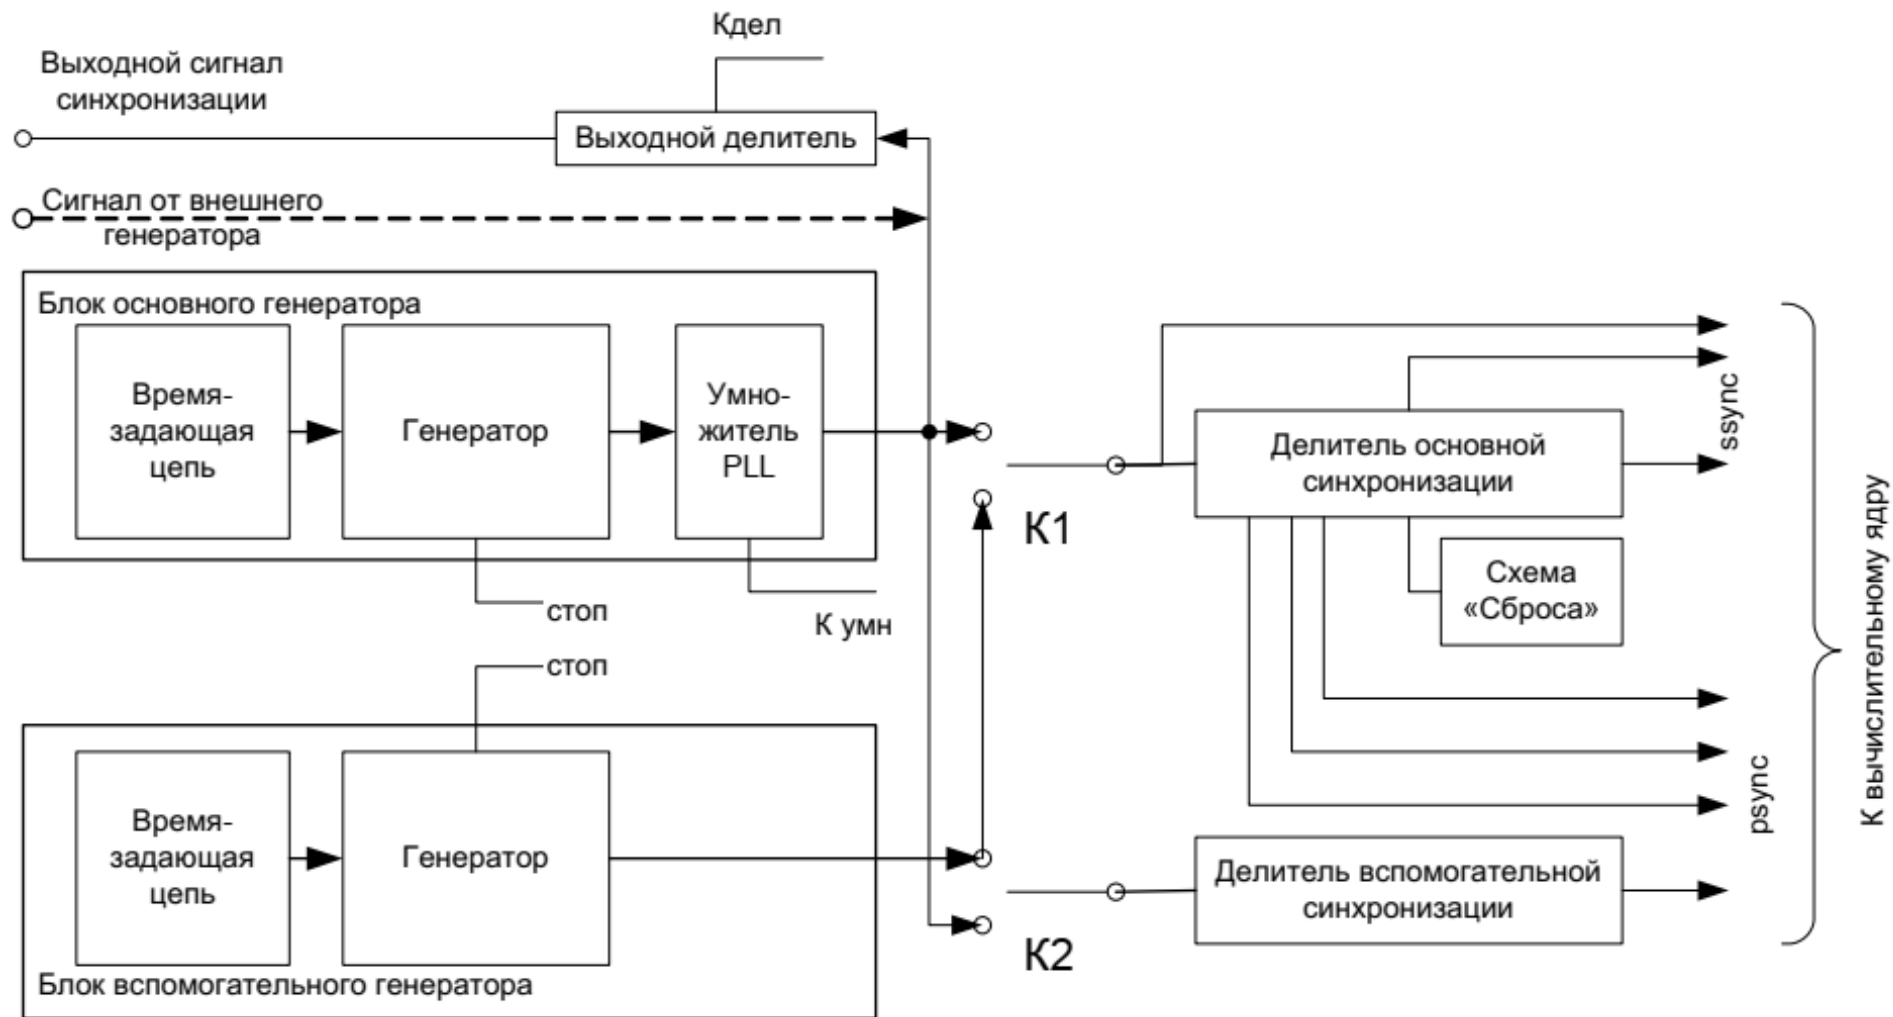 Кдел
Выходной сигнал
синхронизации
Выходной делитель
Сигнал от внешнего
генератора
Блок основного генератора
Время-
задающая
цепь
Генератор
Умно-
житель
PLL
стоп
К умн
К1
Делитель основной
синхронизации
Схема
«Сброса»
ssync
psync
К вычислительному ядру
стоп
Время-
задающая
цепь
Генератор
Блок вспомогательного генератора
К2
Делитель вспомогательной
синхронизации